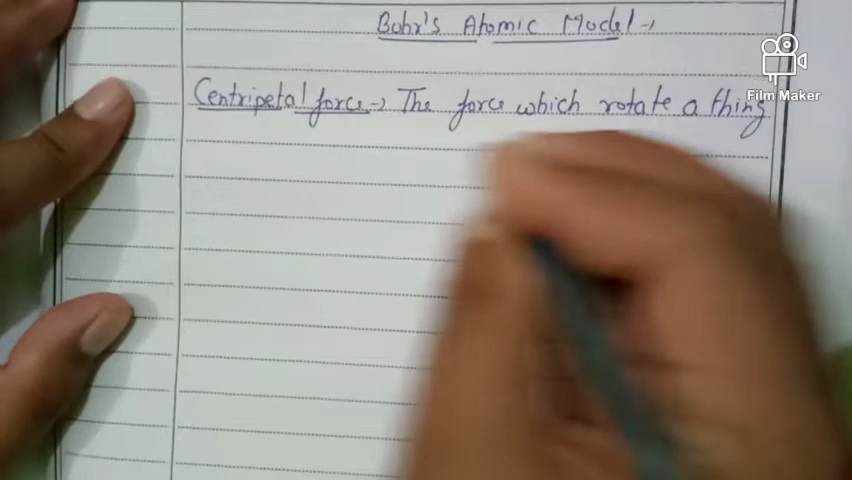 Bohr's Atomic Model →
Film Maker
Centripetal force → The force which rotate a thing